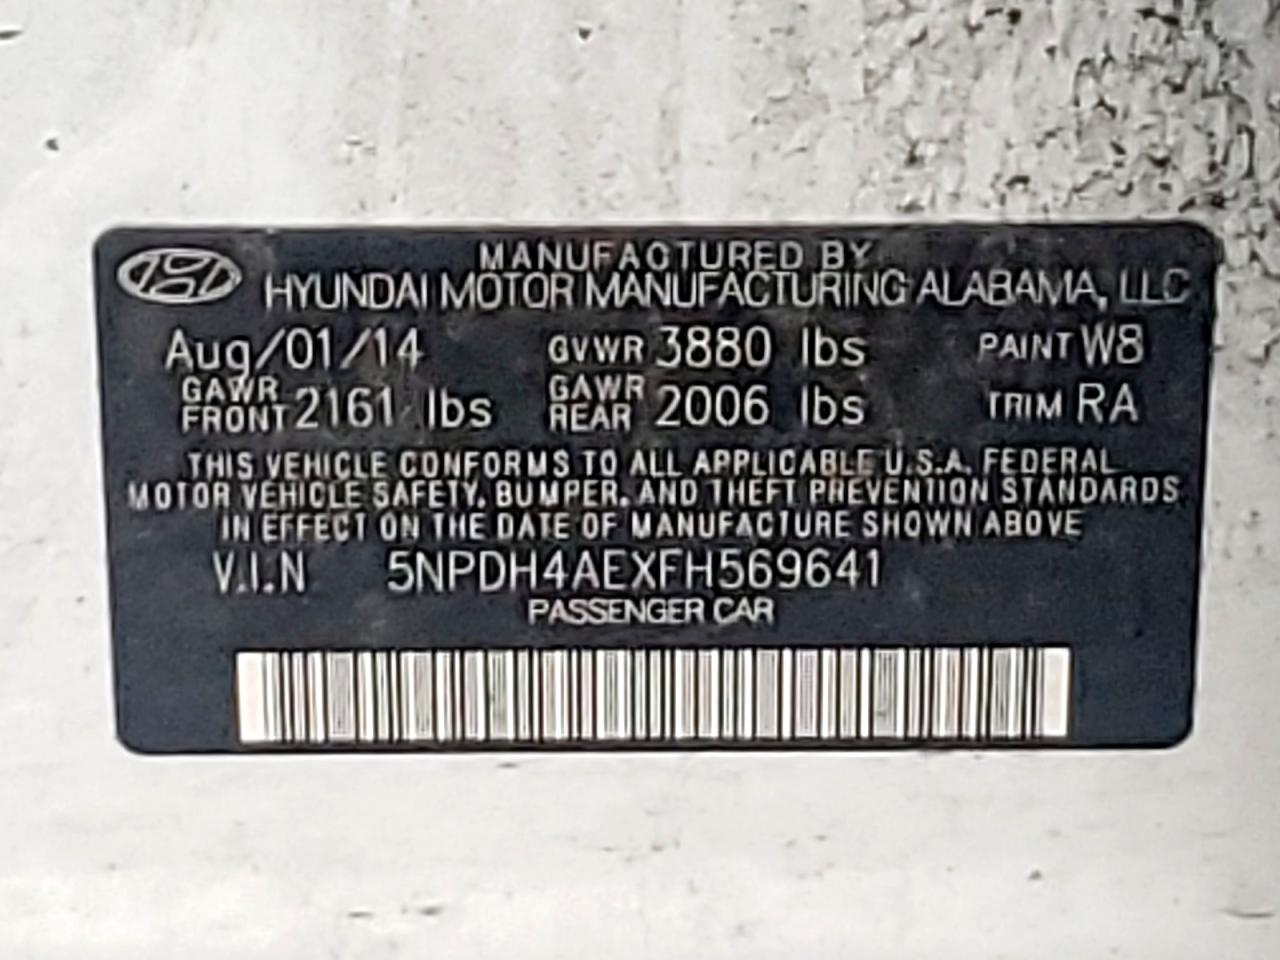 MANUFACTURED BY
HYUNDAI MOTOR MANUFACTURING ALABAMA, LLC
Aug/01/14 GVWR 3880 lbs PAINT W8
GAWR FRONT 2161 lbs GAWR REAR 2006 lbs TRIM RA
THIS VEHICLE CONFORMS TO ALL APPLICABLE U.S.A. FEDERAL
MOTOR VEHICLE SAFETY, BUMPER, AND THEFT PREVENTION STANDARDS
IN EFFECT ON THE DATE OF MANUFACTURE SHOWN ABOVE
V.I.N 5NPDH4AEXFH569641
PASSENGER CAR